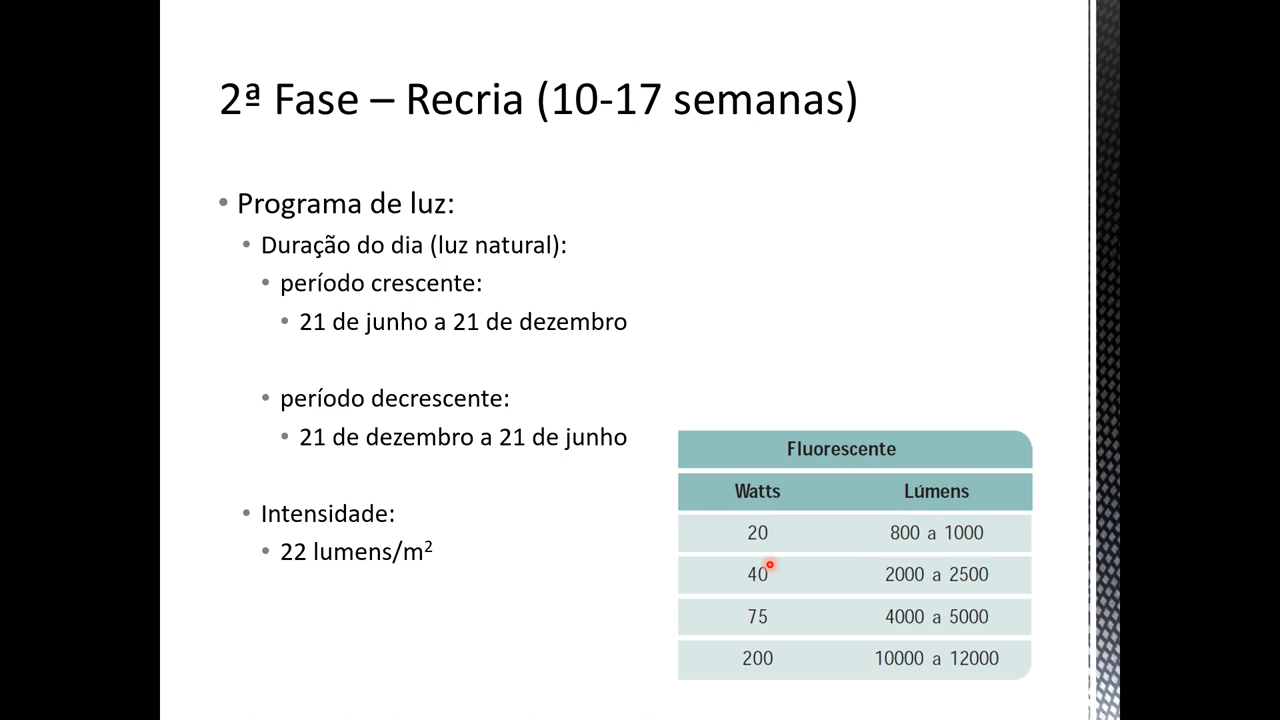 2ª Fase – Recria (10-17 semanas)
• Programa de luz:
• Duração do dia (luz natural):
• período crescente:
• 21 de junho a 21 de dezembro
• período decrescente:
• 21 de dezembro a 21 de junho
• Intensidade:
• 22 lumens/m²
Fluorescente
Watts Lúmens
20 800 a 1000
40 2000 a 2500
75 4000 a 5000
200 10000 a 12000